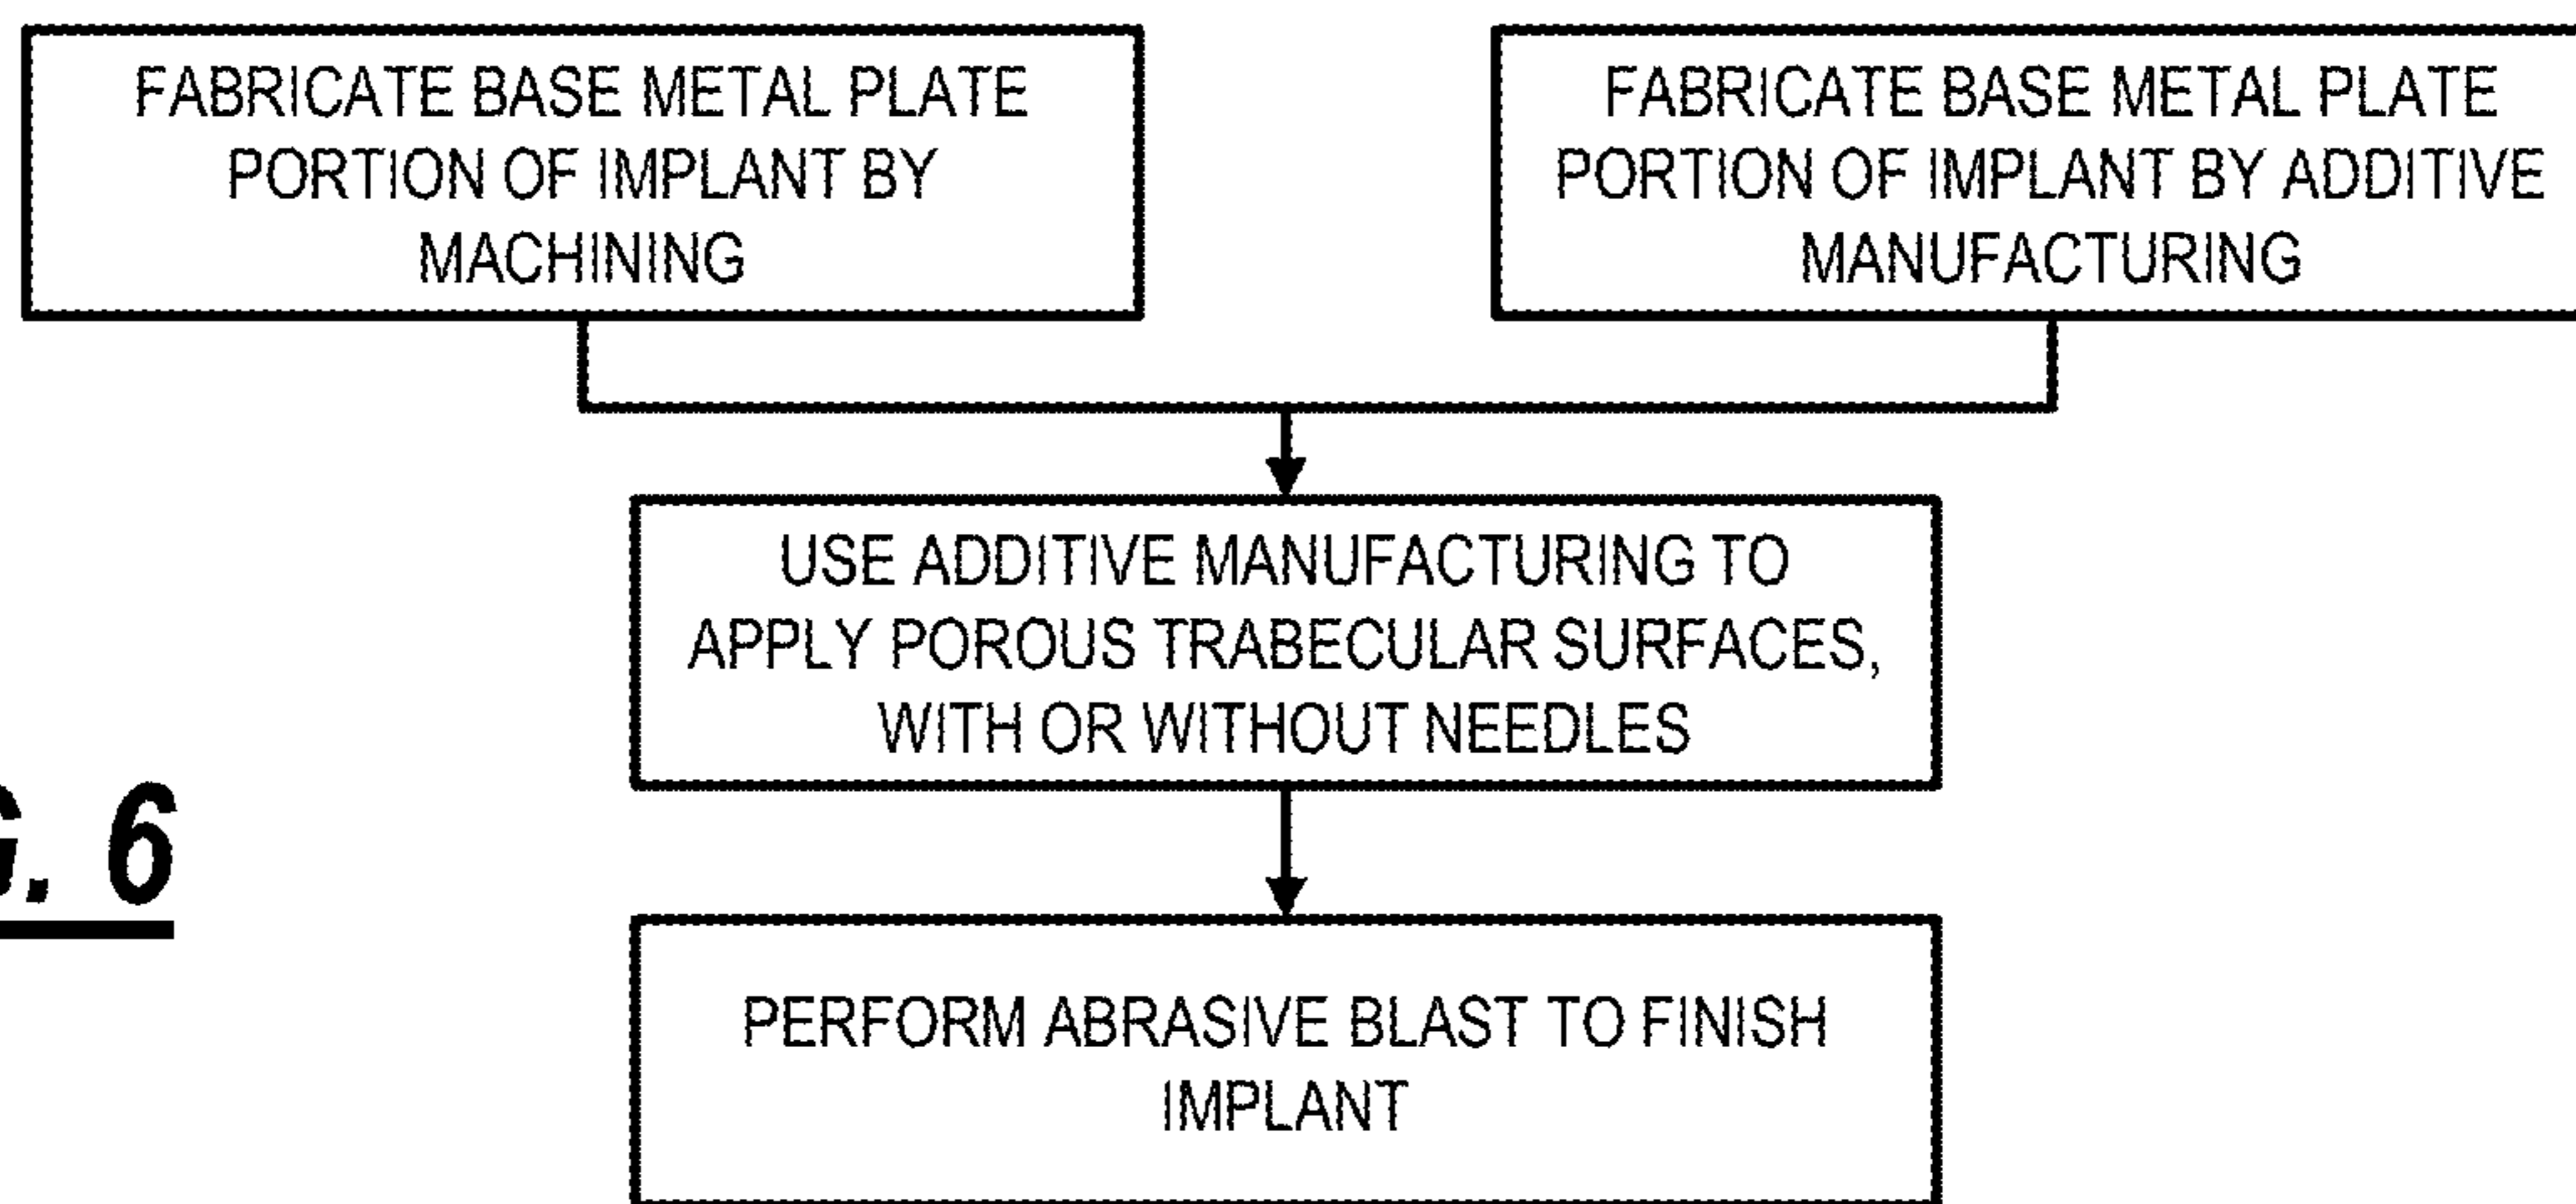 FABRICATE BASE METAL PLATE
PORTION OF IMPLANT BY
MACHINING
FABRICATE BASE METAL PLATE
PORTION OF IMPLANT BY ADDITIVE
MANUFACTURING
USE ADDITIVE MANUFACTURING TO
APPLY POROUS TRABECULAR SURFACES,
WITH OR WITHOUT NEEDLES
G. 6
PERFORM ABRASIVE BLAST TO FINISH
IMPLANT